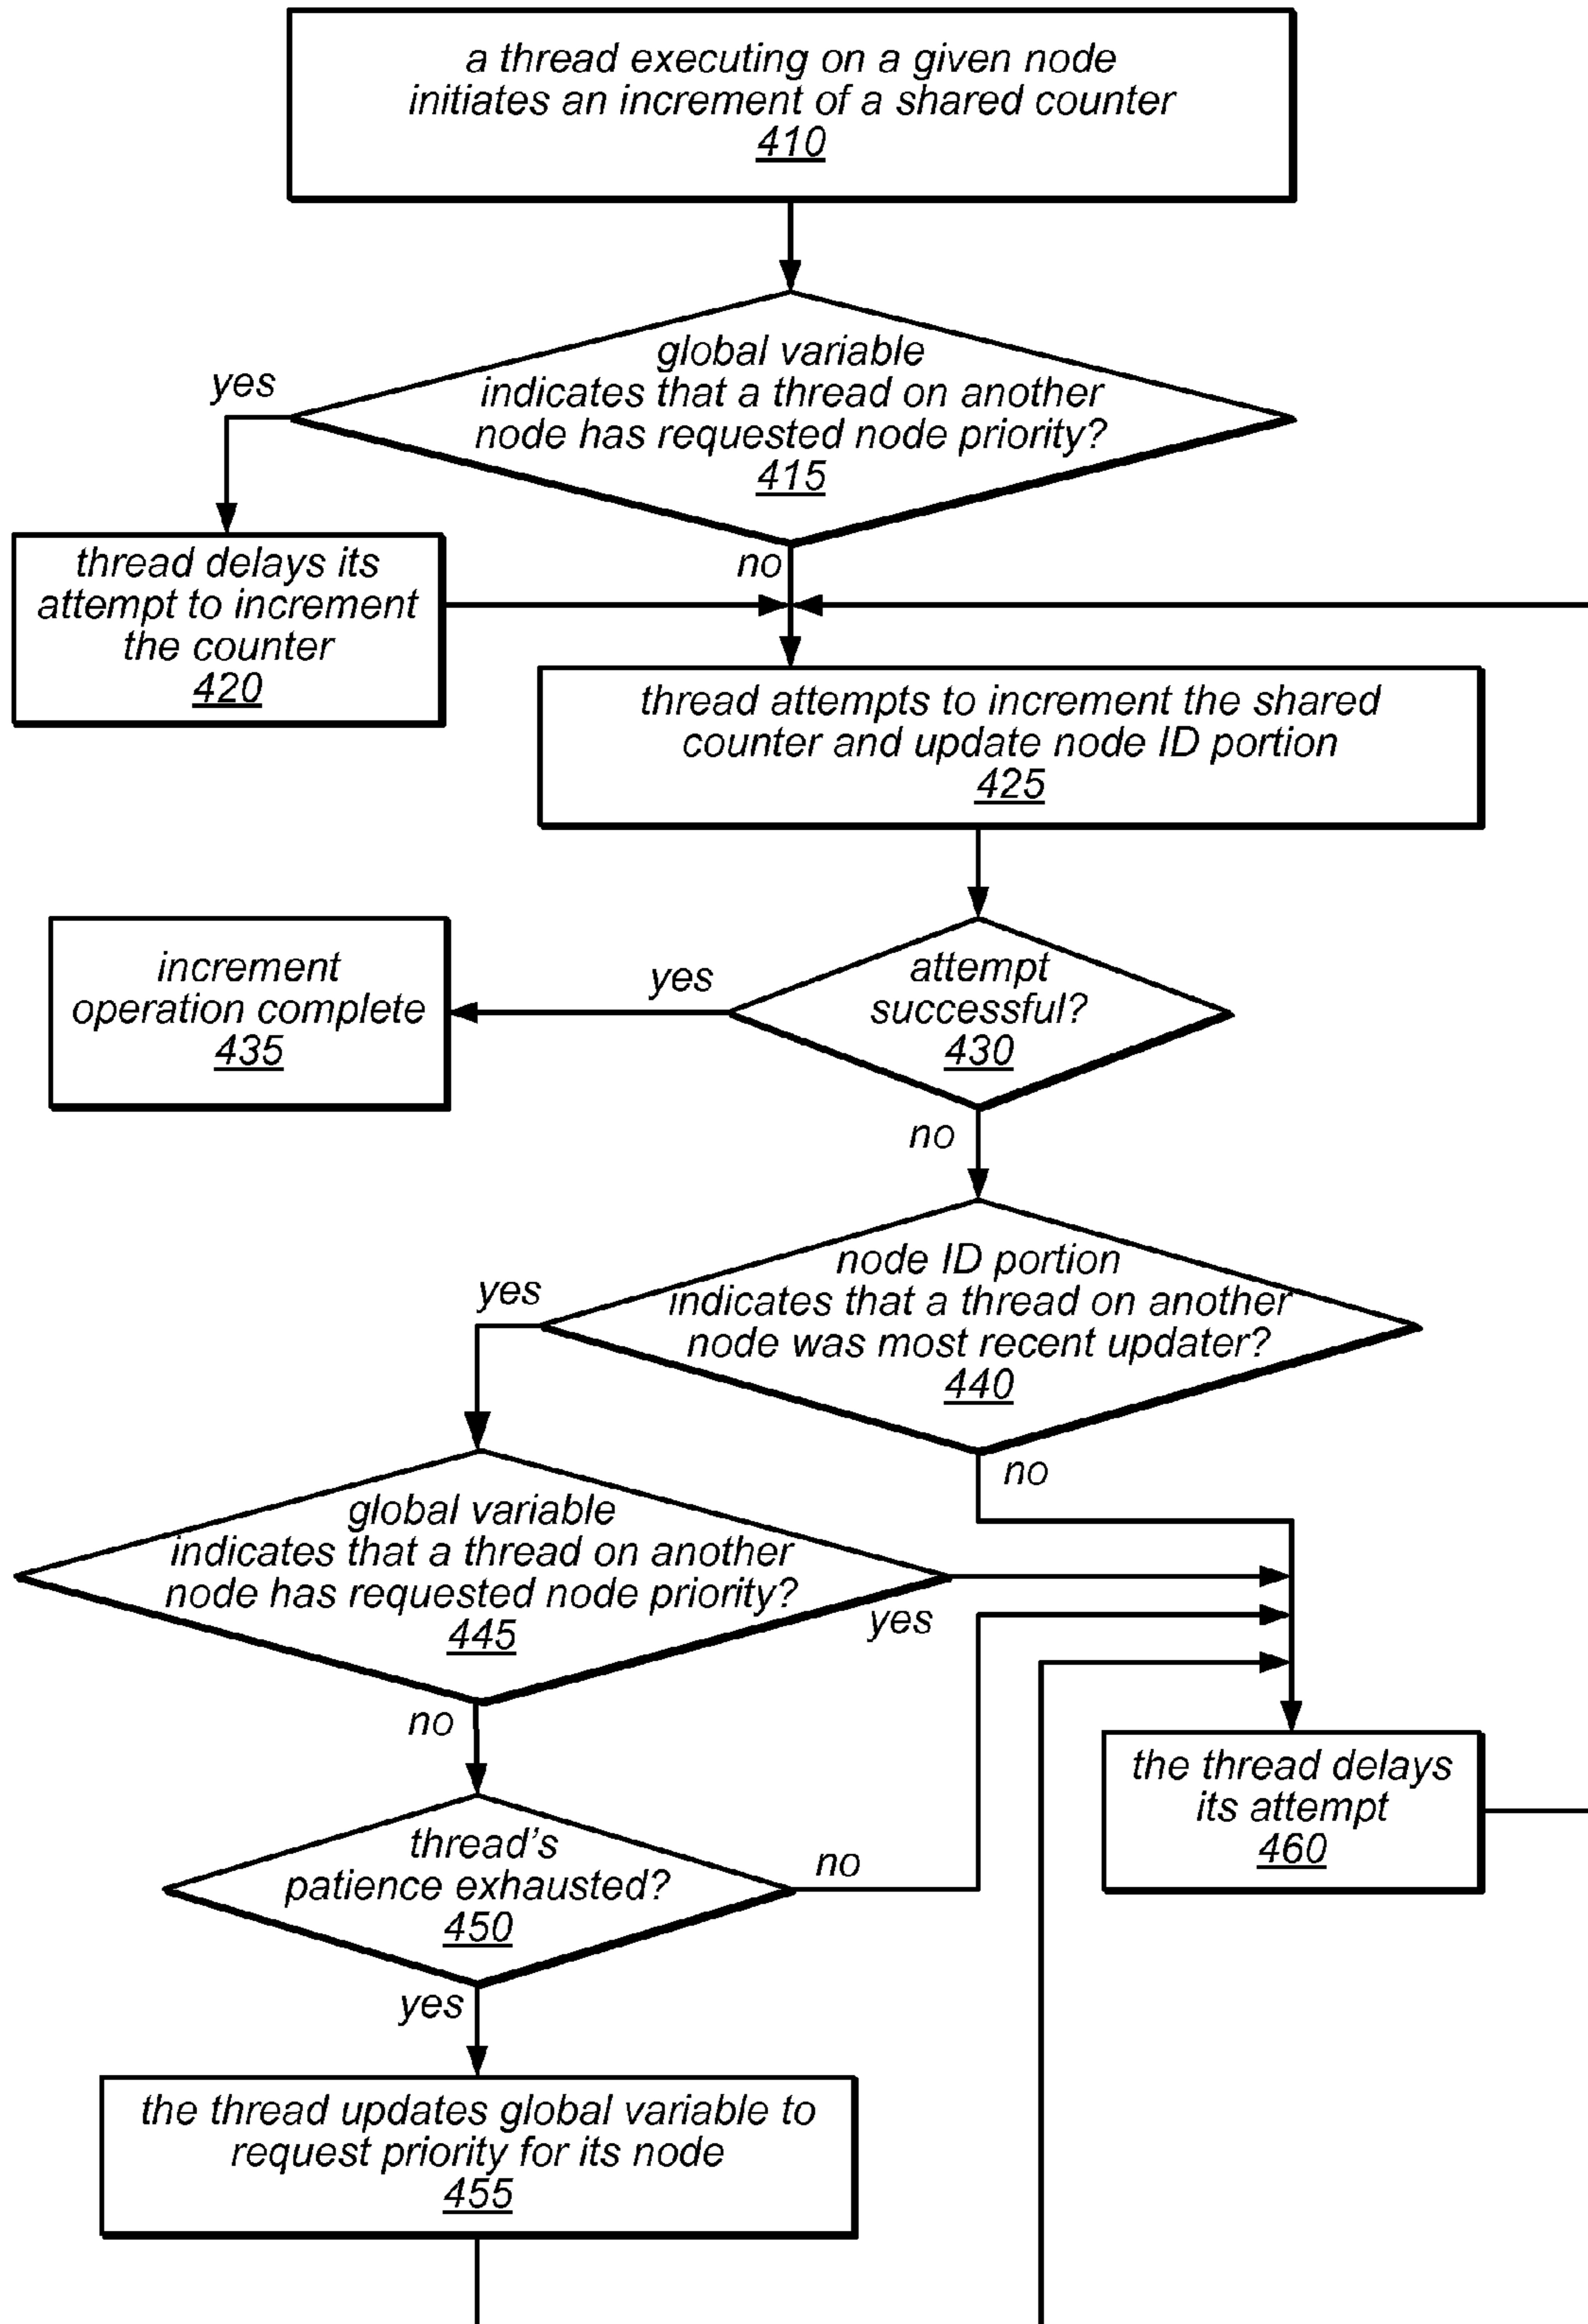 a thread executing on a given node
initiates an increment of a shared counter
410
global variable
indicates that a thread on another
node has requested node priority?
415
yes
no
thread delays its
attempt to increment
the counter
420
thread attempts to increment the shared
counter and update node ID portion
425
attempt
successful?
430
yes
increment
operation complete
435
no
node ID portion
indicates that a thread on another
node was most recent updater?
440
yes
no
global variable
indicates that a thread on another
node has requested node priority?
445
yes
no
thread's
patience exhausted?
450
no
the thread delays
its attempt
460
yes
the thread updates global variable to
request priority for its node
455